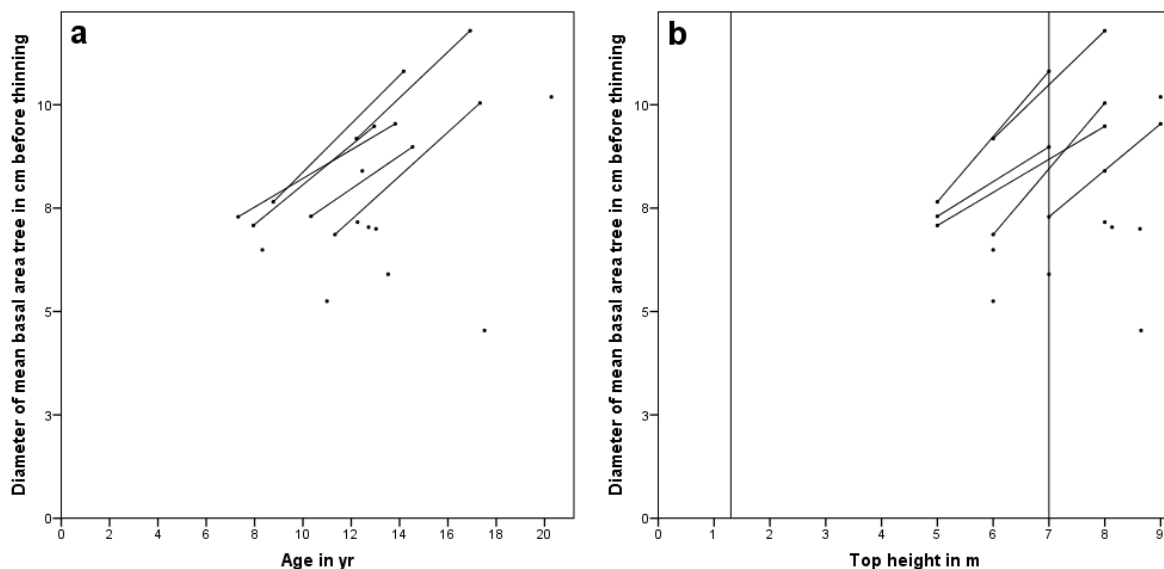 a
Diameter of mean basal area tree in cm before thinning
10
8
5
3
0
0 2 4 6 8 10 12 14 16 18 20
Age in yr
b
Diameter of mean basal area tree in cm before thinning
10
8
5
3
0
0 1 2 3 4 5 6 7 8 9
Top height in m